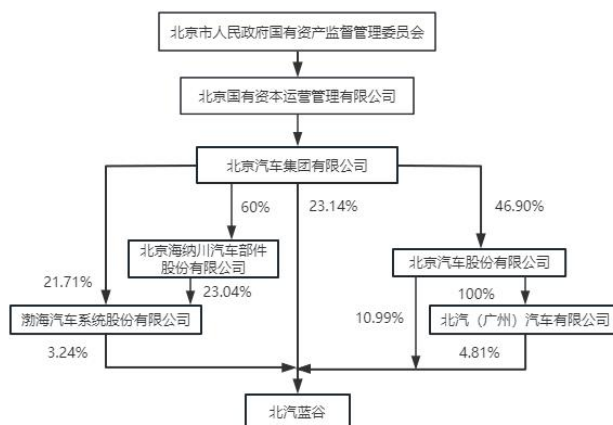 北京市人民政府国有资产监督管理委员会
北京国有资本运营管理有限公司
北京汽车集团有限公司
60%
23.14%
46.90%
北京海纳川汽车部件
股份有限公司
北京汽车股份有限公司
21.71%
23.04%
100%
渤海汽车系统股份有限公司
10.99%
北汽（广州）汽车有限公司
3.24%
4.81%
北汽蓝谷